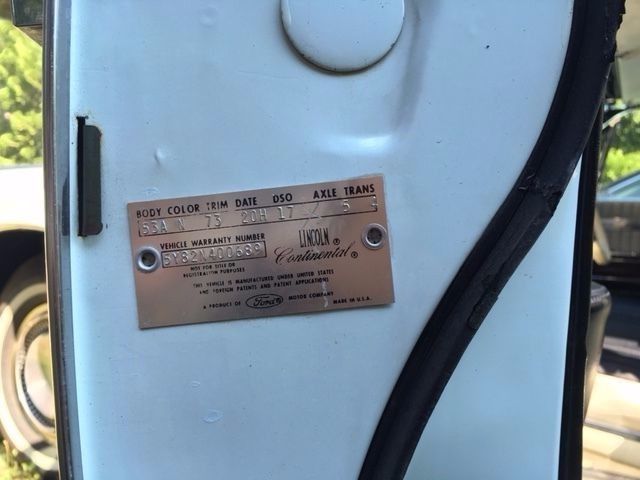 BODY COLOR TRIM DATE DSO AXLE TRANS
53A N 73 20H 17 5 4
VEHICLE WARRANTY NUMBER
5Y82N400689
NOT FOR TITLE OR
REGISTRATION PURPOSES
LINCOLN ®
Continental ®
THIS VEHICLE IS MANUFACTURED UNDER UNITED STATES
AND FOREIGN PATENTS AND PATENT APPLICATIONS
A PRODUCT OF Ford MOTOR COMPANY MADE IN U.S.A.